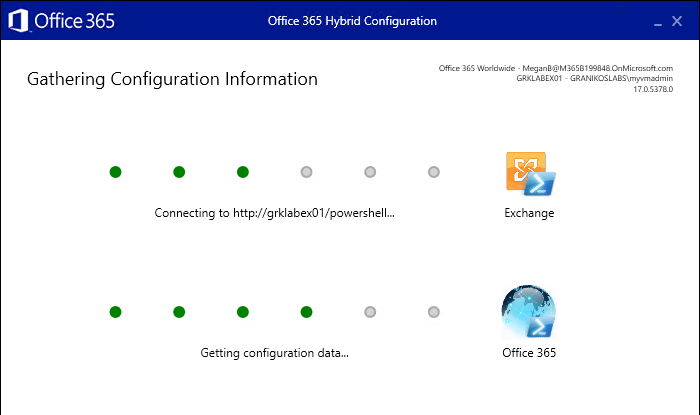 Office 365
Office 365 Hybrid Configuration
Gathering Configuration Information
Office 365 Worldwide - MeganB@M365B199848.OnMicrosoft.com
GRKLABEX01 - GRANIKOSLABS\myvmadmin
17.0.5378.0
Connecting to http://grklabex01/powershell...
Exchange
Getting configuration data...
Office 365